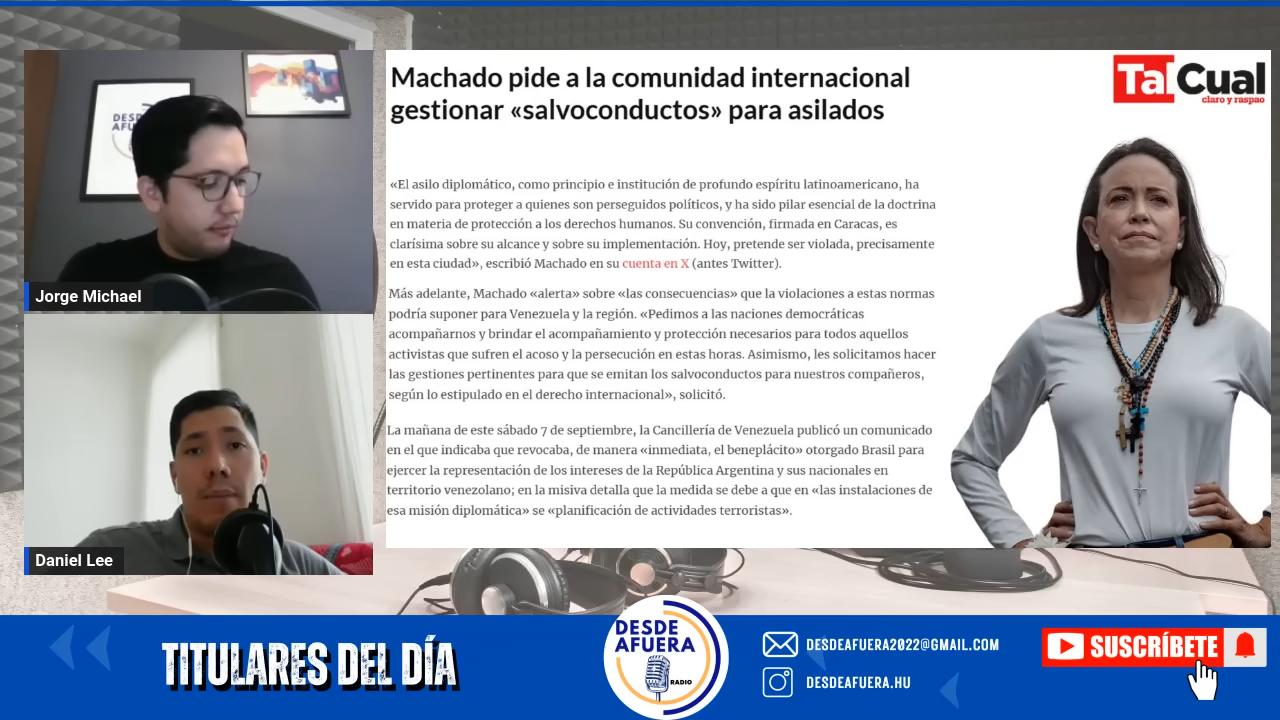 DESDE
AFU
Jorge Michael
Daniel Lee
Machado pide a la comunidad internacional
gestionar «salvoconductos» para asilados
TalCual
claro y raspao
«El asilo diplomático, como principio e institución de profundo espíritu latinoamericano, ha
servido para proteger a quienes son perseguidos políticos, y ha sido pilar esencial de la doctrina
en materia de protección a los derechos humanos. Su convención, firmada en Caracas, es
clarísima sobre su alcance y sobre su implementación. Hoy, pretende ser violada, precisamente
en esta ciudad», escribió Machado en su cuenta en X (antes Twitter).
Más adelante, Machado «alerta» sobre «las consecuencias» que la violaciones a estas normas
podría suponer para Venezuela y la región. «Pedimos a las naciones democráticas
acompañarnos y brindar el acompañamiento y protección necesarios para todos aquellos
activistas que sufren el acoso y la persecución en estas horas. Asimismo, les solicitamos hacer
las gestiones pertinentes para que se emitan los salvoconductos para nuestros compañeros,
según lo estipulado en el derecho internacional», solicitó.
La mañana de este sábado 7 de septiembre, la Cancillería de Venezuela publicó un comunicado
en el que indicaba que revocaba, de manera «inmediata, el beneplácito» otorgado Brasil para
ejercer la representación de los intereses de la República Argentina y sus nacionales en
territorio venezolano; en la misiva detalla que la medida se debe a que en «las instalaciones de
esa misión diplomática» se «planificación de actividades terroristas».
TITULARES DEL DÍA
DESDE
AFUERA
RADIO
DESDEAFUERA2022@GMAIL.COM
DESDEAFUERA.HU
SUSCRÍBETE